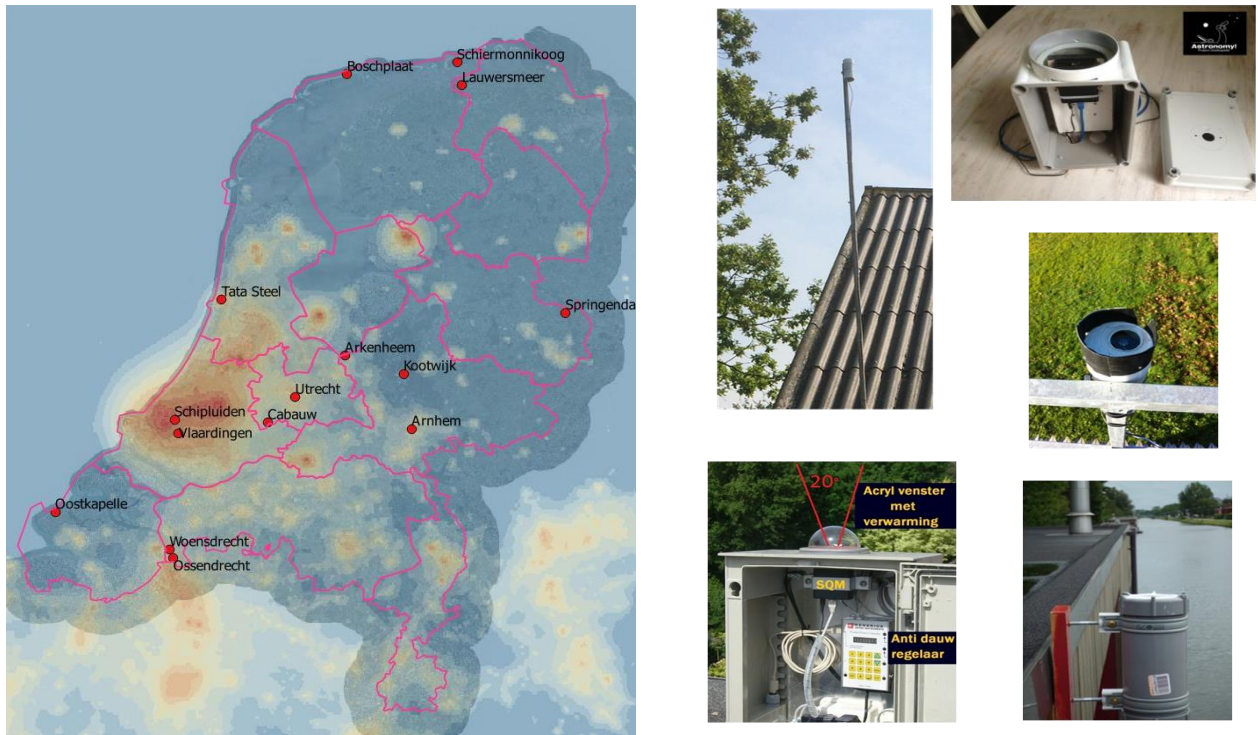 Schiermonnikoog
Boschplaat
Lauwersmeer
Tata Steel
Springenda
Arkenheem
Kootwijk
Utrecht
Schipluiden
Cabauw
Arnhem
Vlaardingen
Oostkapelle
Woensdrecht
Ossendrecht
Astronomy!
20°
Acryl venster
met
verwarming
SQM
Anti dauw
regelaar